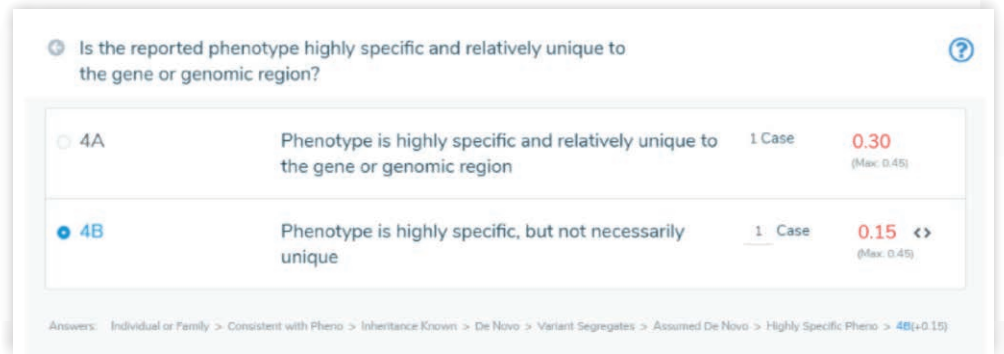 Is the reported phenotype highly specific and relatively unique to
the gene or genomic region?
?
4A Phenotype is highly specific and relatively unique to 1 Case 0.30
the gene or genomic region (Max: 0.45)
4B Phenotype is highly specific, but not necessarily 1 Case 0.15 <>
unique (Max: 0.45)
Answers: Individual or Family > Consistent with Pheno > Inheritance Known > De Novo > Variant Segregates > Assumed De Novo > Highly Specific Pheno > 4B(+0.15)